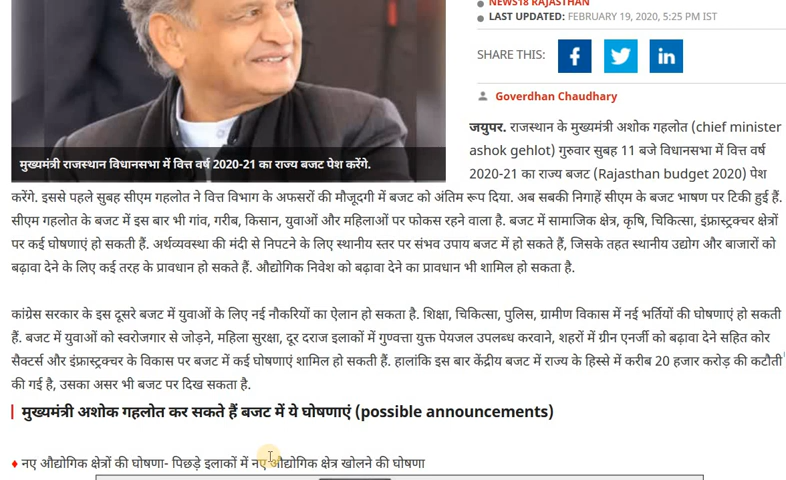 NEWS18 RAJASTHAN
LAST UPDATED: FEBRUARY 19, 2020, 5:25 PM IST
SHARE THIS:
Goverdhan Chaudhary
मुख्यमंत्री राजस्थान विधानसभा में वित्त वर्ष 2020-21 का राज्य बजट पेश करेंगे.
जयपुर. राजस्थान के मुख्यमंत्री अशोक गहलोत (chief minister
ashok gehlot) गुरुवार सुबह 11 बजे विधानसभा में वित्त वर्ष
2020-21 का राज्य बजट (Rajasthan budget 2020) पेश
करेंगे. इससे पहले सुबह सीएम गहलोत ने वित्त विभाग के अफसरों की मौजूदगी में बजट को अंतिम रूप दिया. अब सबकी निगाहें सीएम के बजट भाषण पर टिकी हुई हैं.
सीएम गहलोत के बजट में इस बार भी गांव, गरीब, किसान, युवाओं और महिलाओं पर फोकस रहने वाला है. बजट में सामाजिक क्षेत्र, कृषि, चिकित्सा, इंफ्रास्ट्रक्चर क्षेत्रों
पर कई घोषणाएं हो सकती हैं. अर्थव्यवस्था की मंदी से निपटने के लिए स्थानीय स्तर पर संभव उपाय बजट में हो सकते हैं, जिसके तहत स्थानीय उद्योग और बाजारों को
बढ़ावा देने के लिए कई तरह के प्रावधान हो सकते हैं. औद्योगिक निवेश को बढ़ावा देने का प्रावधान भी शामिल हो सकता है.
कांग्रेस सरकार के इस दूसरे बजट में युवाओं के लिए नई नौकरियों का ऐलान हो सकता है. शिक्षा, चिकित्सा, पुलिस, ग्रामीण विकास में नई भर्तियों की घोषणाएं हो सकती
हैं. बजट में युवाओं को स्वरोजगार से जोड़ने, महिला सुरक्षा, दूर दराज इलाकों में गुणवत्ता युक्त पेयजल उपलब्ध करवाने, शहरों में ग्रीन एनर्जी को बढ़ावा देने सहित कोर
सैक्टर्स और इंफ्रास्ट्रक्चर के विकास पर बजट में कई घोषणाएं शामिल हो सकती हैं. हालांकि इस बार केंद्रीय बजट में राज्य के हिस्से में करीब 20 हजार करोड़ की कटौती
की गई है, उसका असर भी बजट पर दिख सकता है.
मुख्यमंत्री अशोक गहलोत कर सकते हैं बजट में ये घोषणाएं (possible announcements)
नए औद्योगिक क्षेत्रों की घोषणा- पिछड़े इलाकों में नए औद्योगिक क्षेत्र खोलने की घोषणा